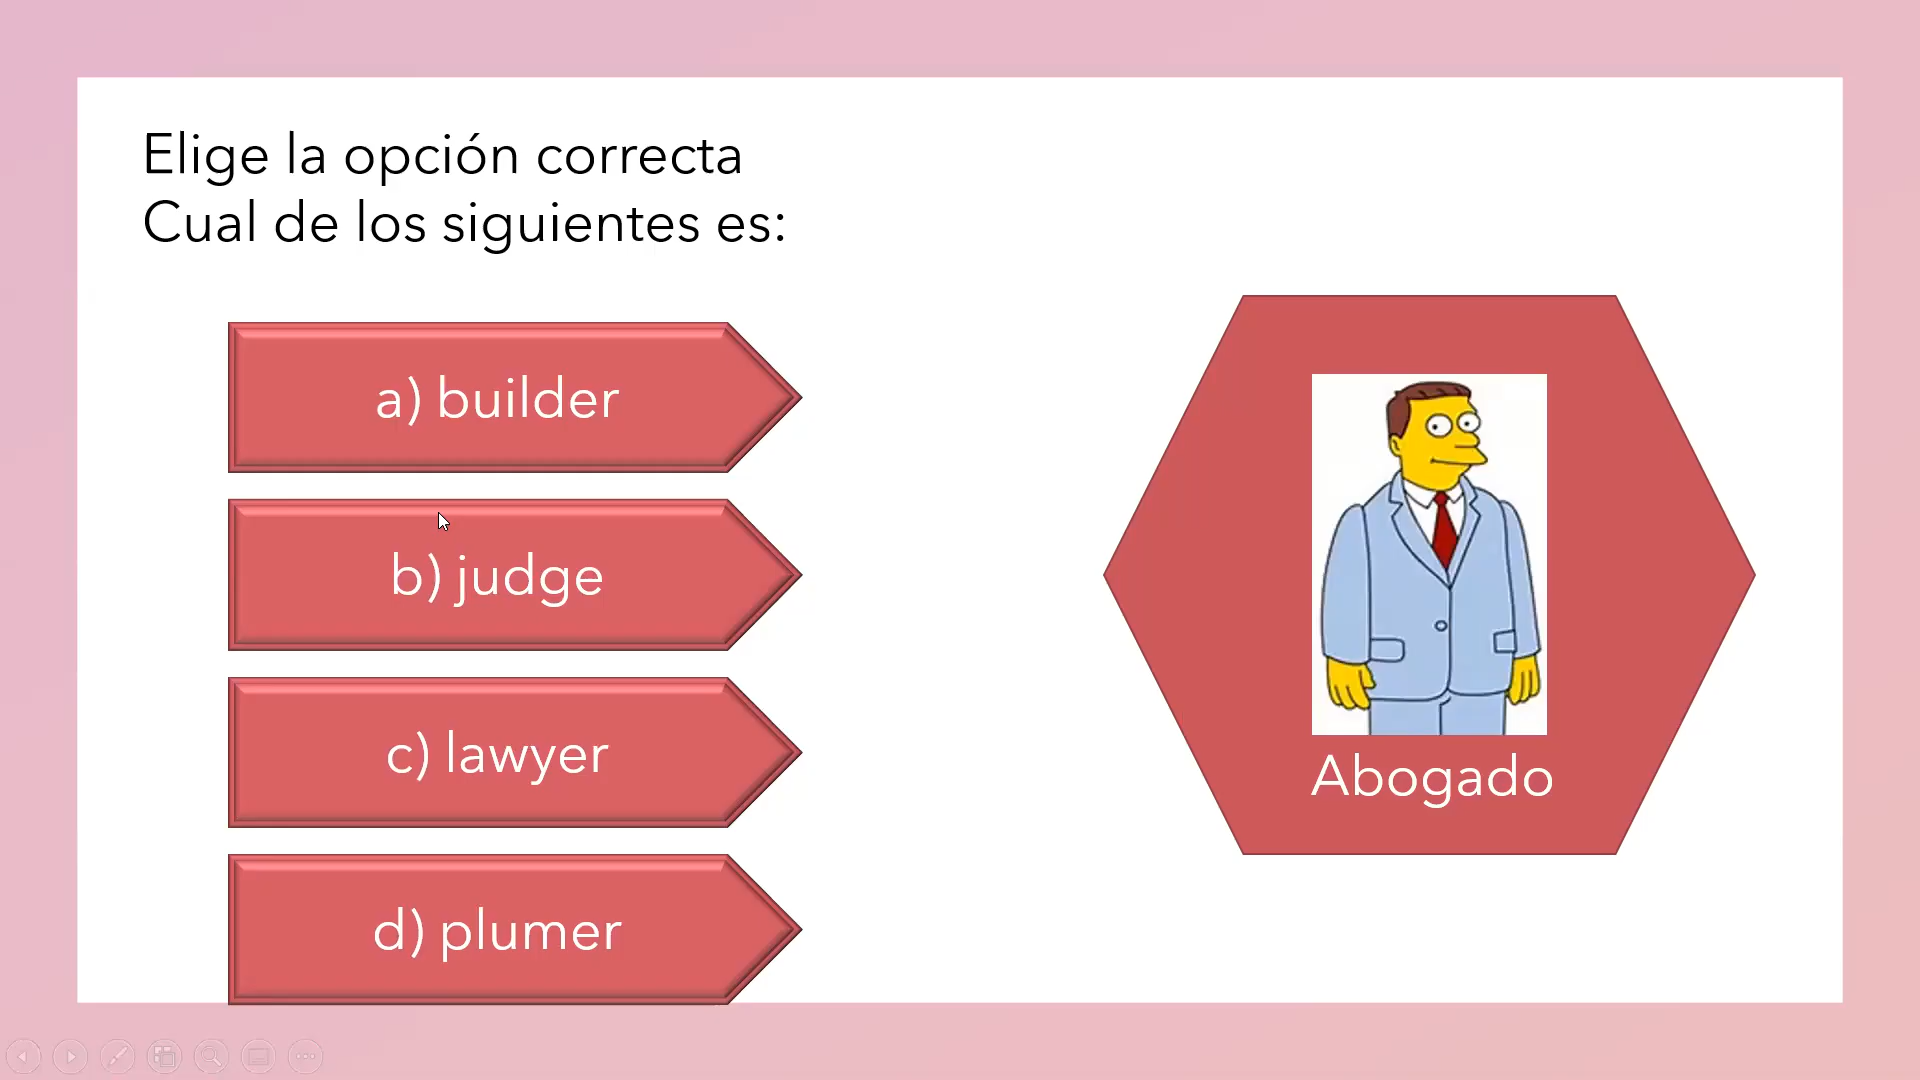 Elige la opción correcta
Cual de los siguientes es:
a) builder
b) judge
c) lawyer
d) plumer
Abogado